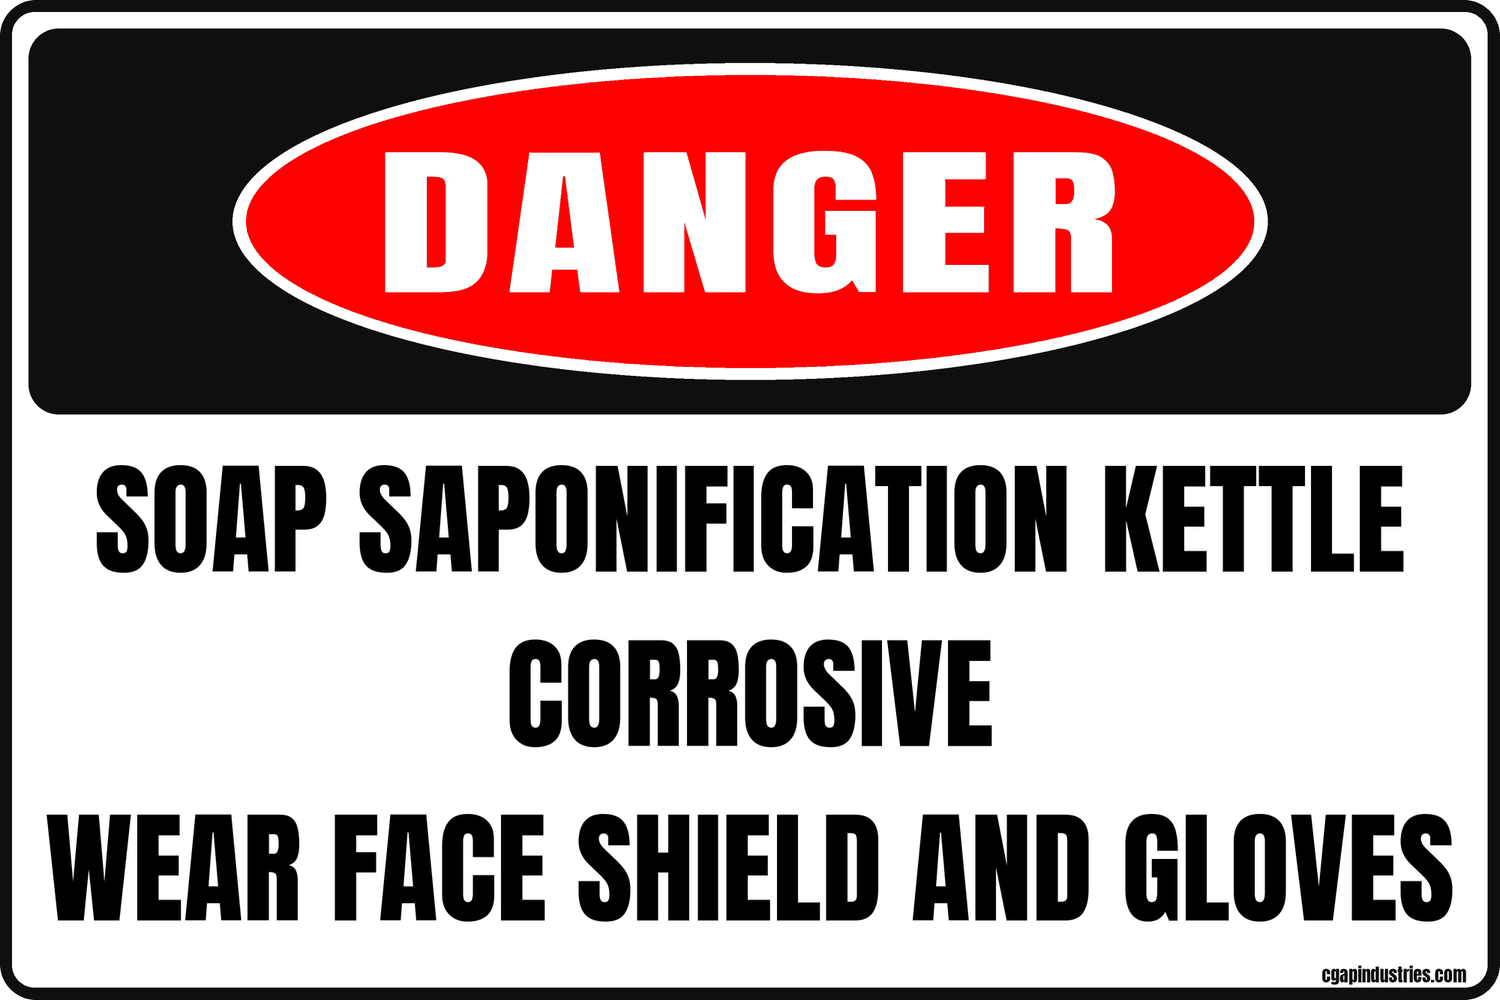 DANGER
SOAP SAPONIFICATION KETTLE
CORROSIVE
WEAR FACE SHIELD AND GLOVES
cgapindustries.com